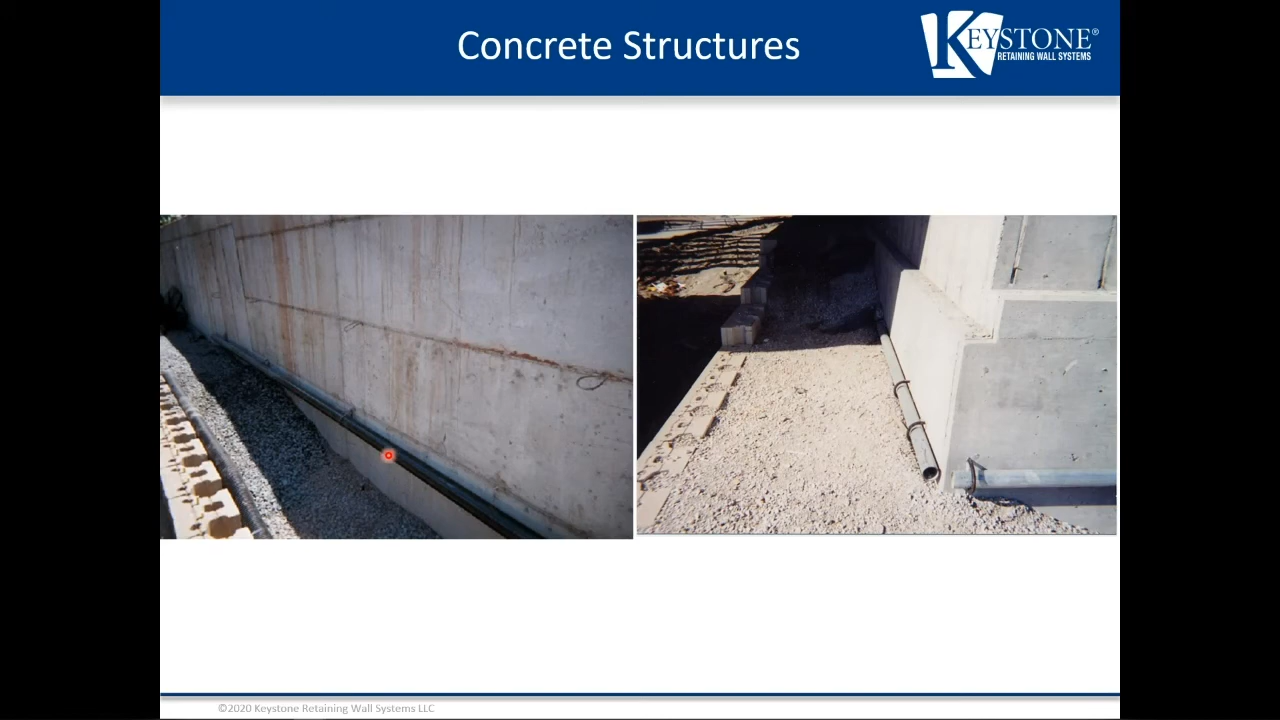 Concrete Structures
KEYSTONE®
RETAINING WALL SYSTEMS
©2020 Keystone Retaining Wall Systems LLC